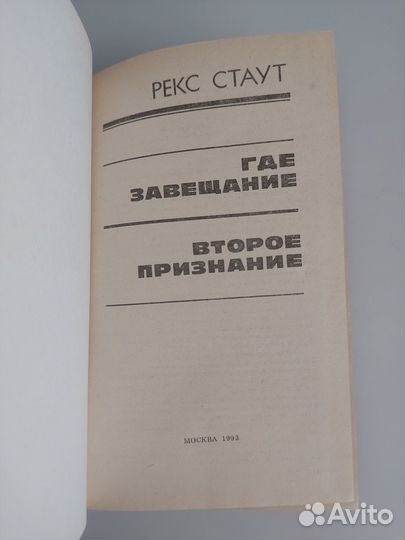 РЕКС СТАУТ
ГДЕ
ЗАВЕЩАНИЕ
ВТОРОЕ
ПРИЗНАНИЕ
МОСКВА 1993
Avito